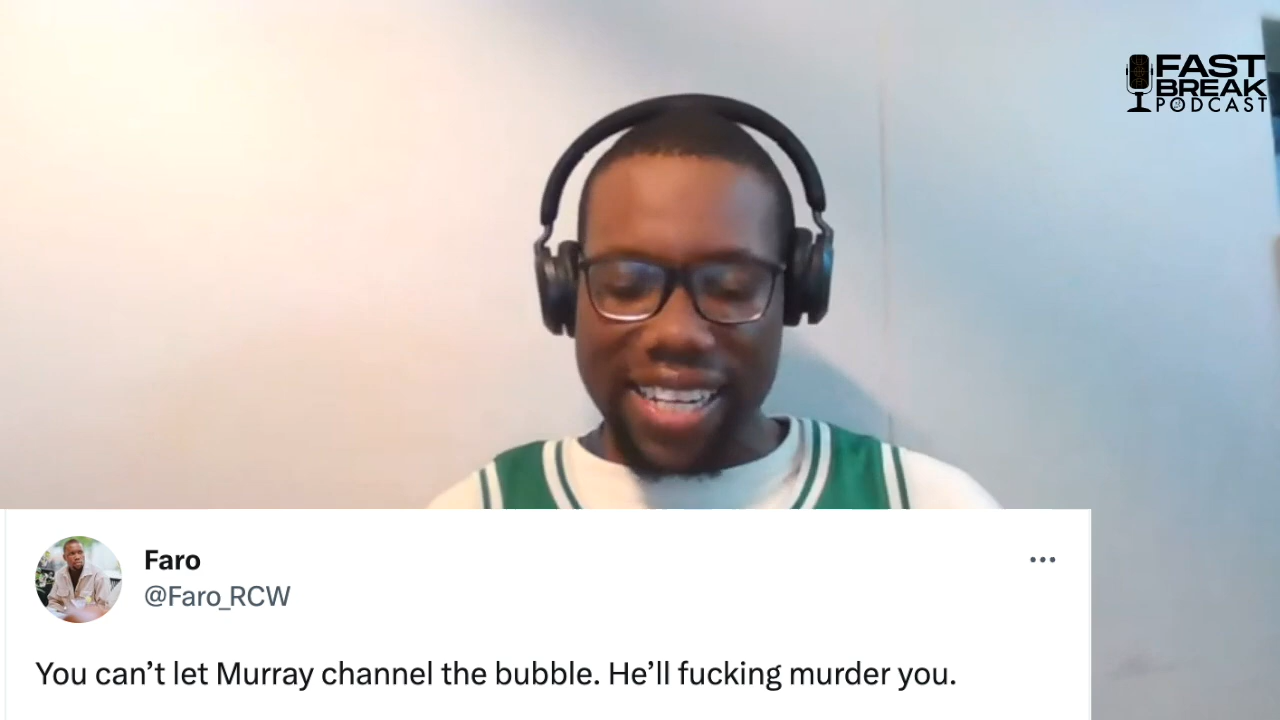 FAST
BREAK
PODCAST
Faro
@Faro_RCW
You can’t let Murray channel the bubble. He’ll fucking murder you.